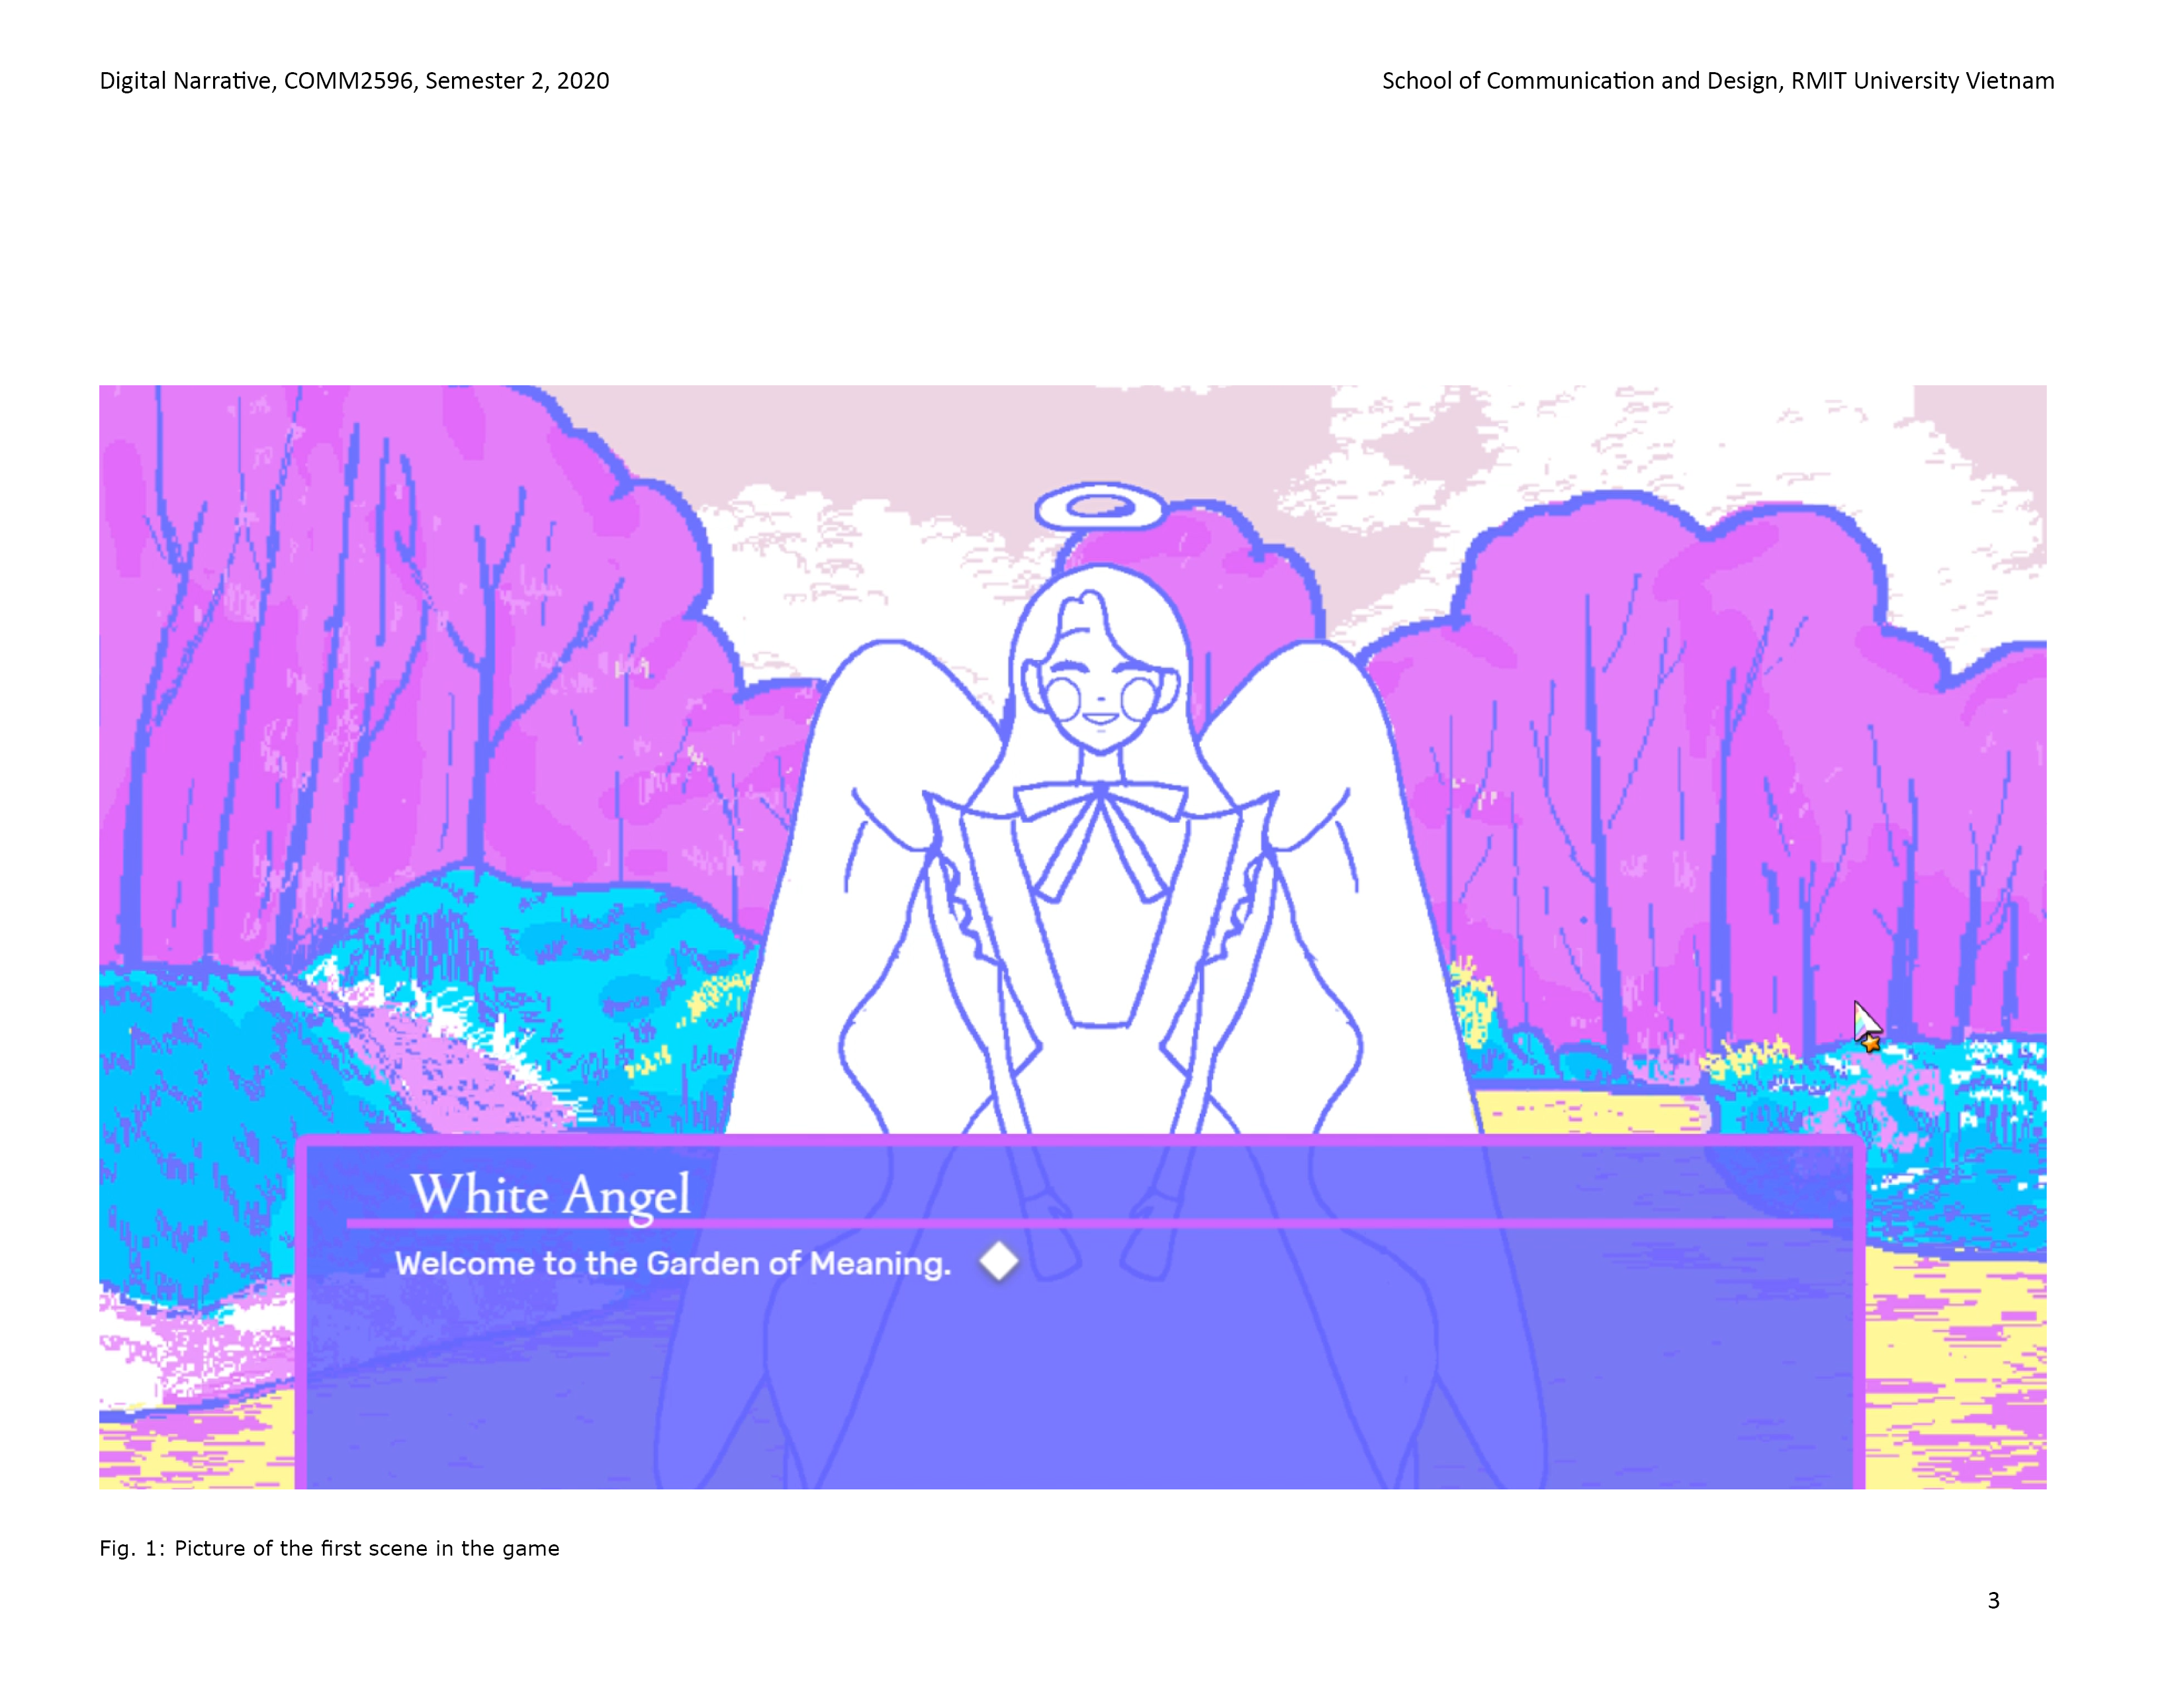 Digital Narrative, COMM2596, Semester 2, 2020
School of Communication and Design, RMIT University Vietnam
White Angel
Welcome to the Garden of Meaning.
Fig. 1: Picture of the first scene in the game
3